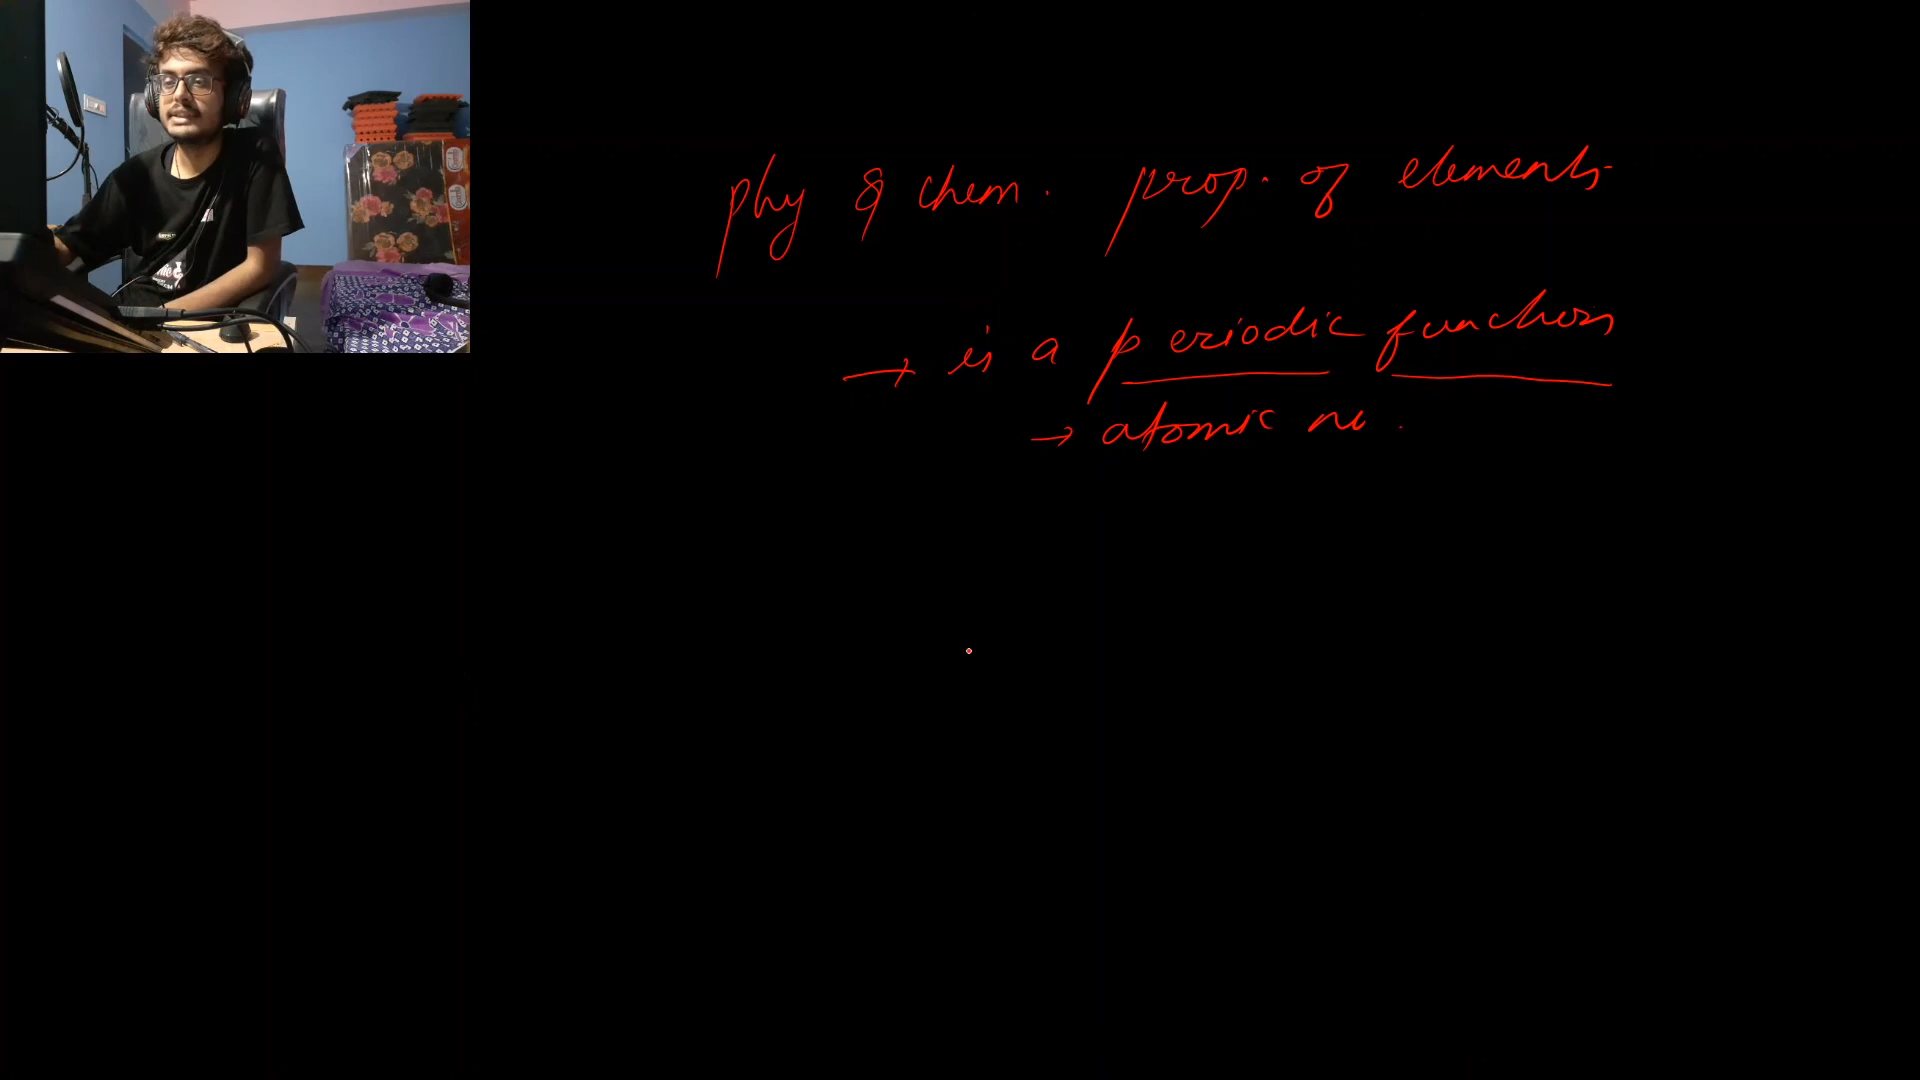 phy & chem. prop. of elements
→ is a periodic function
→ atomic no.